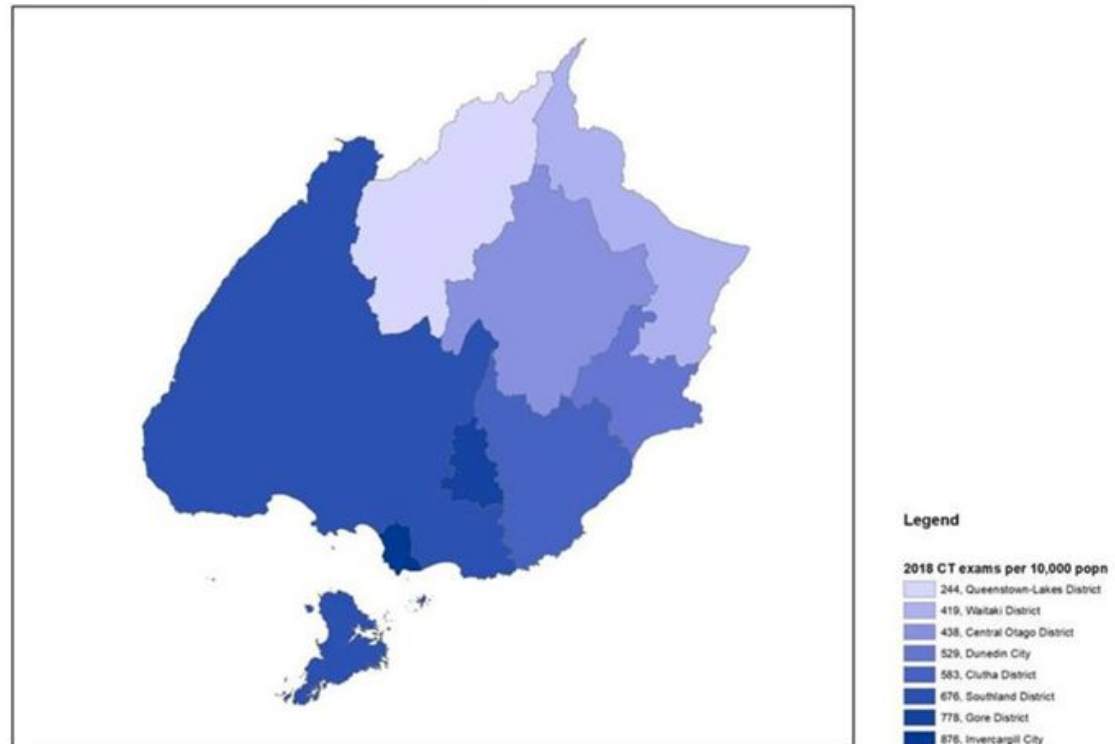 Legend
2018 CT exams per 10,000 popn
244, Queenstown-Lakes District
419, Waitaki District
438, Central Otago District
529, Dunedin City
583, Clutha District
676, Southland District
778, Gore District
876, Invercargill City